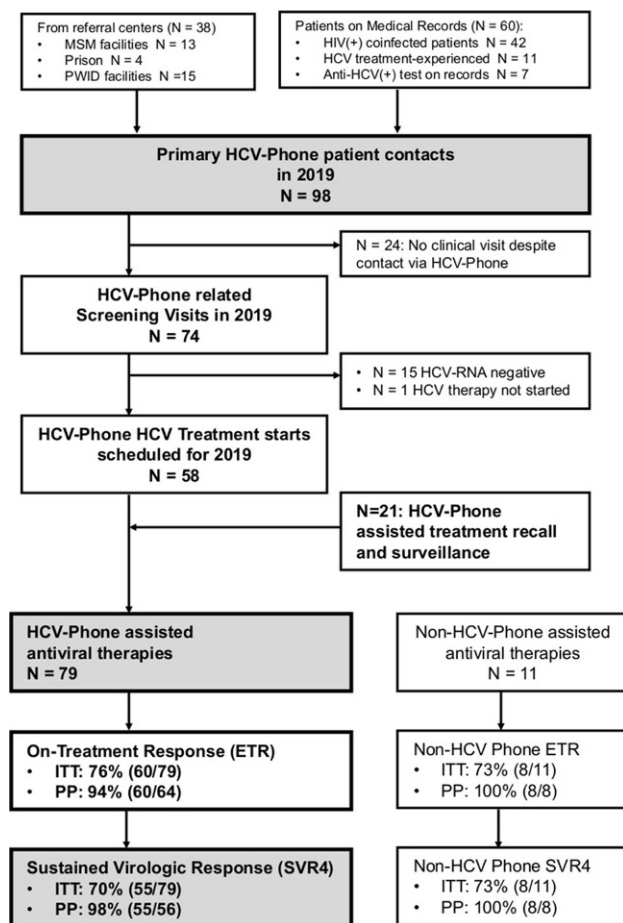 From referral centers (N = 38)
• MSM facilities = 13
• Prison = 4
• PWID facilities =15
Patients on Medical Records (N = 60):
• HIV(+) coinfected patients = 42
• HCV treatment-experienced = 11
• Anti-HCV(+) test on records = 7
Primary HCV-Phone patient contacts
in 2019
N = 98
N = 24: No clinical visit despite
contact via HCV-Phone
HCV-Phone related
Screening Visits in 2019
N = 74
• N = 15 HCV-RNA negative
• N = 1 HCV therapy not started
HCV-Phone HCV Treatment starts
scheduled for 2019
N = 58
N=21: HCV-Phone
assisted treatment recall
and surveillance
HCV-Phone assisted
antiviral therapies
N = 79
Non-HCV-Phone assisted
antiviral therapies
N = 11
On-Treatment Response (ETR)
• ITT: 76% (60/79)
• PP: 94% (60/64)
Non-HCV Phone ETR
• ITT: 73% (8/11)
• PP: 100% (8/8)
Sustained Virologic Response (SVR4)
• ITT: 70% (55/79)
• PP: 98% (55/56)
Non-HCV Phone SVR4
• ITT: 73% (8/11)
• PP: 100% (8/8)